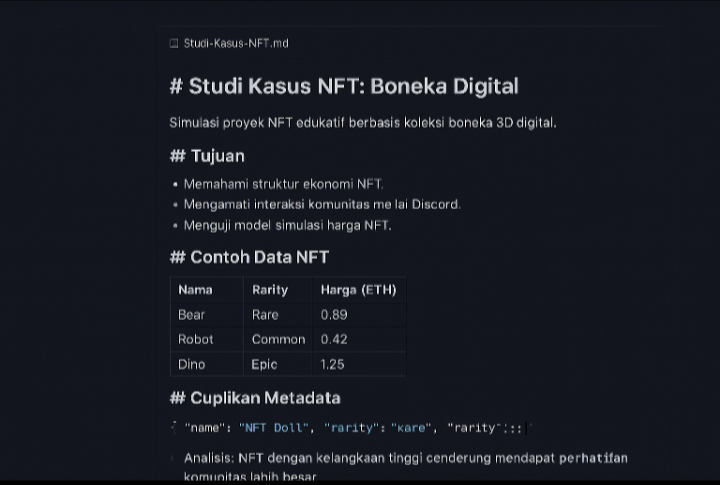 Studi-Kasus-NFT.md
# Studi Kasus NFT: Boneka Digital
Simulasi proyek NFT edukatif berbasis koleksi boneka 3D digital.
## Tujuan
• Memahami struktur ekonomi NFT.
• Mengamati interaksi komunitas me lai Discord.
• Menguji model simulasi harga NFT.
## Contoh Data NFT
Nama Rarity Harga (ETH)
Bear Rare 0.89
Robot Common 0.42
Dino Epic 1.25
## Cuplikan Metadata
"name": "NFT Doll", "rarity": "κare", "rarity":::
Analisis: NFT dengan kelangkaan tinggi cenderung mendapat perhatifan
komunitas lahih besar